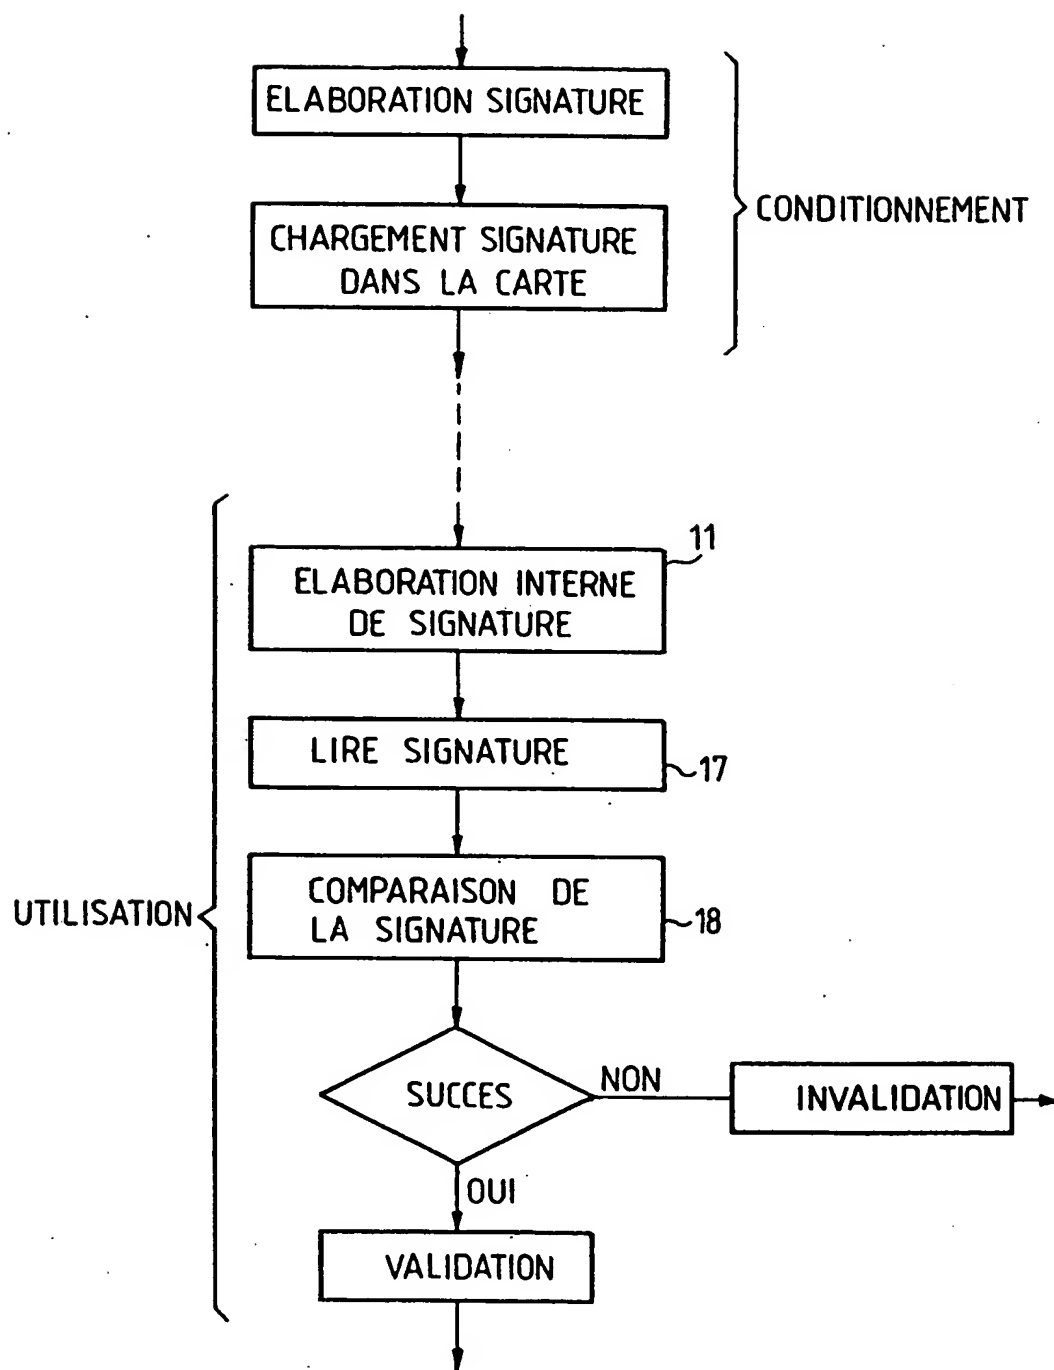 ELABORATION SIGNATURE
CHARGEMENT SIGNATURE
DANS LA CARTE
CONDITIONNEMENT
11
ELABORATION INTERNE
DE SIGNATURE
LIRE SIGNATURE
17
COMPARAISON DE
LA SIGNATURE
18
UTILISATION
SUCCES
NON
INVALIDATION
OUI
VALIDATION